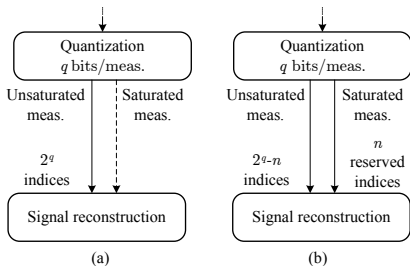 Quantization
q bits/meas.
Unsaturated meas.
Saturated meas.
2^q indices
Signal reconstruction
(a)
Quantization
q bits/meas.
Unsaturated meas.
Saturated meas.
2^q-n indices
n reserved indices
Signal reconstruction
(b)